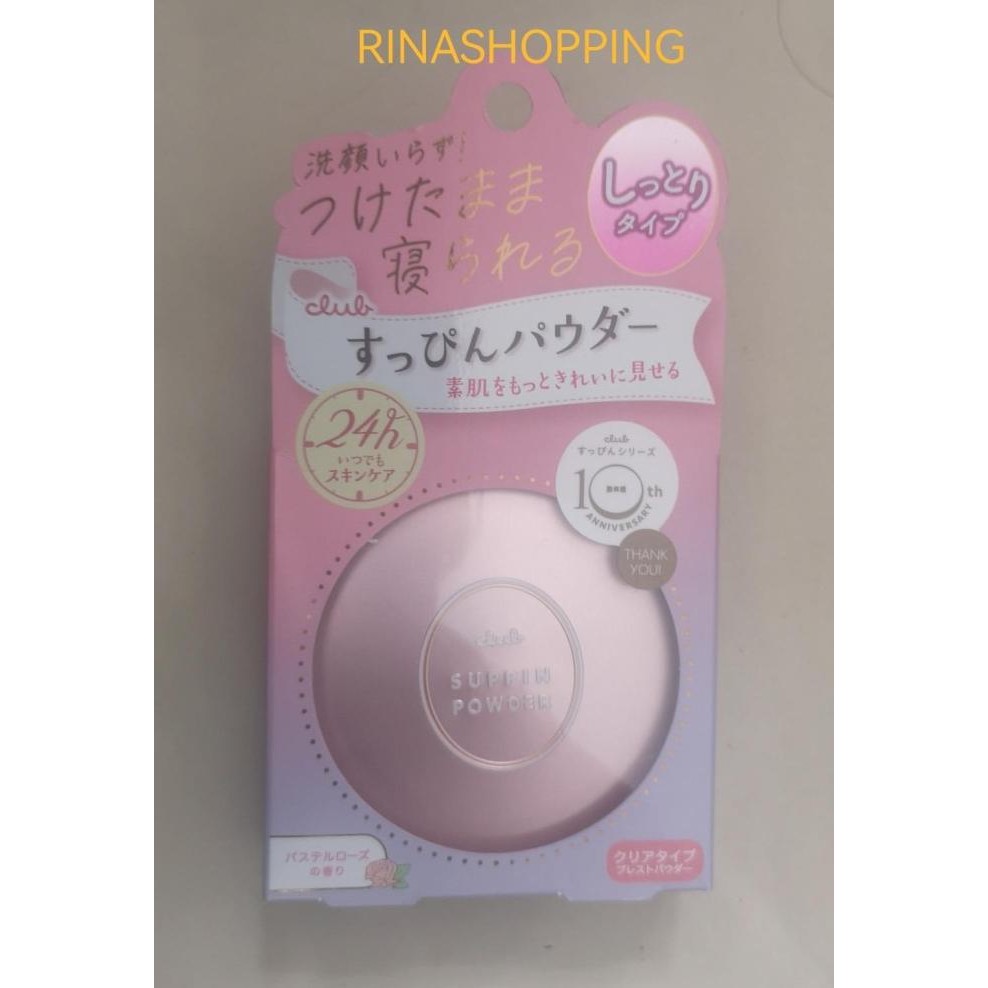 RINASHOPPING
洗顔いらず!
つけたまま
寝られる
しっとり
タイプ
club
すっぴんパウダー
素肌をもっときれいに見せる
24h
いつでも
スキンケア
club
すっぴんシリーズ
10th
ANNIVERSARY
THANK
YOU!
club
SUPPIN
POWDER
パステルローズ
の香り
クリアタイプ
プレストパウダー